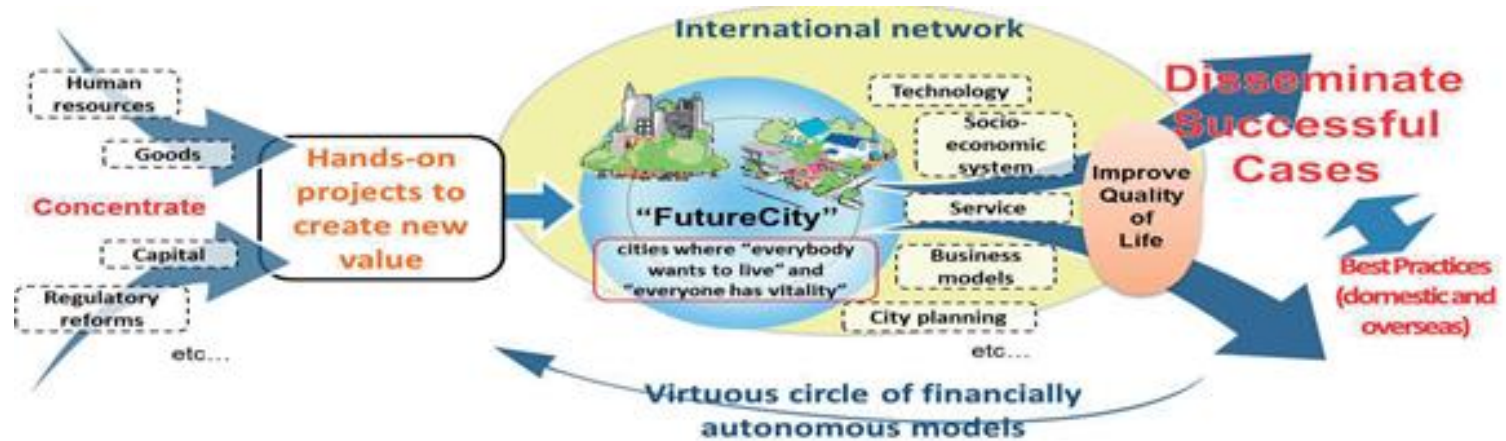 International network
Human
resources
Goods
Concentrate
Capital
Regulatory
reforms
etc...
Hands-on
projects to
create new
value
"FutureCity"
cities where "everybody
wants to live" and
"everyone has vitality"
Technology
Socio-
economic
system
Service
Business
models
City planning
etc...
Improve
Quality
of
Life
Disseminate
Successful
Cases
Best Practices
(domestic and
overseas)
Virtuous circle of financially
autonomous models